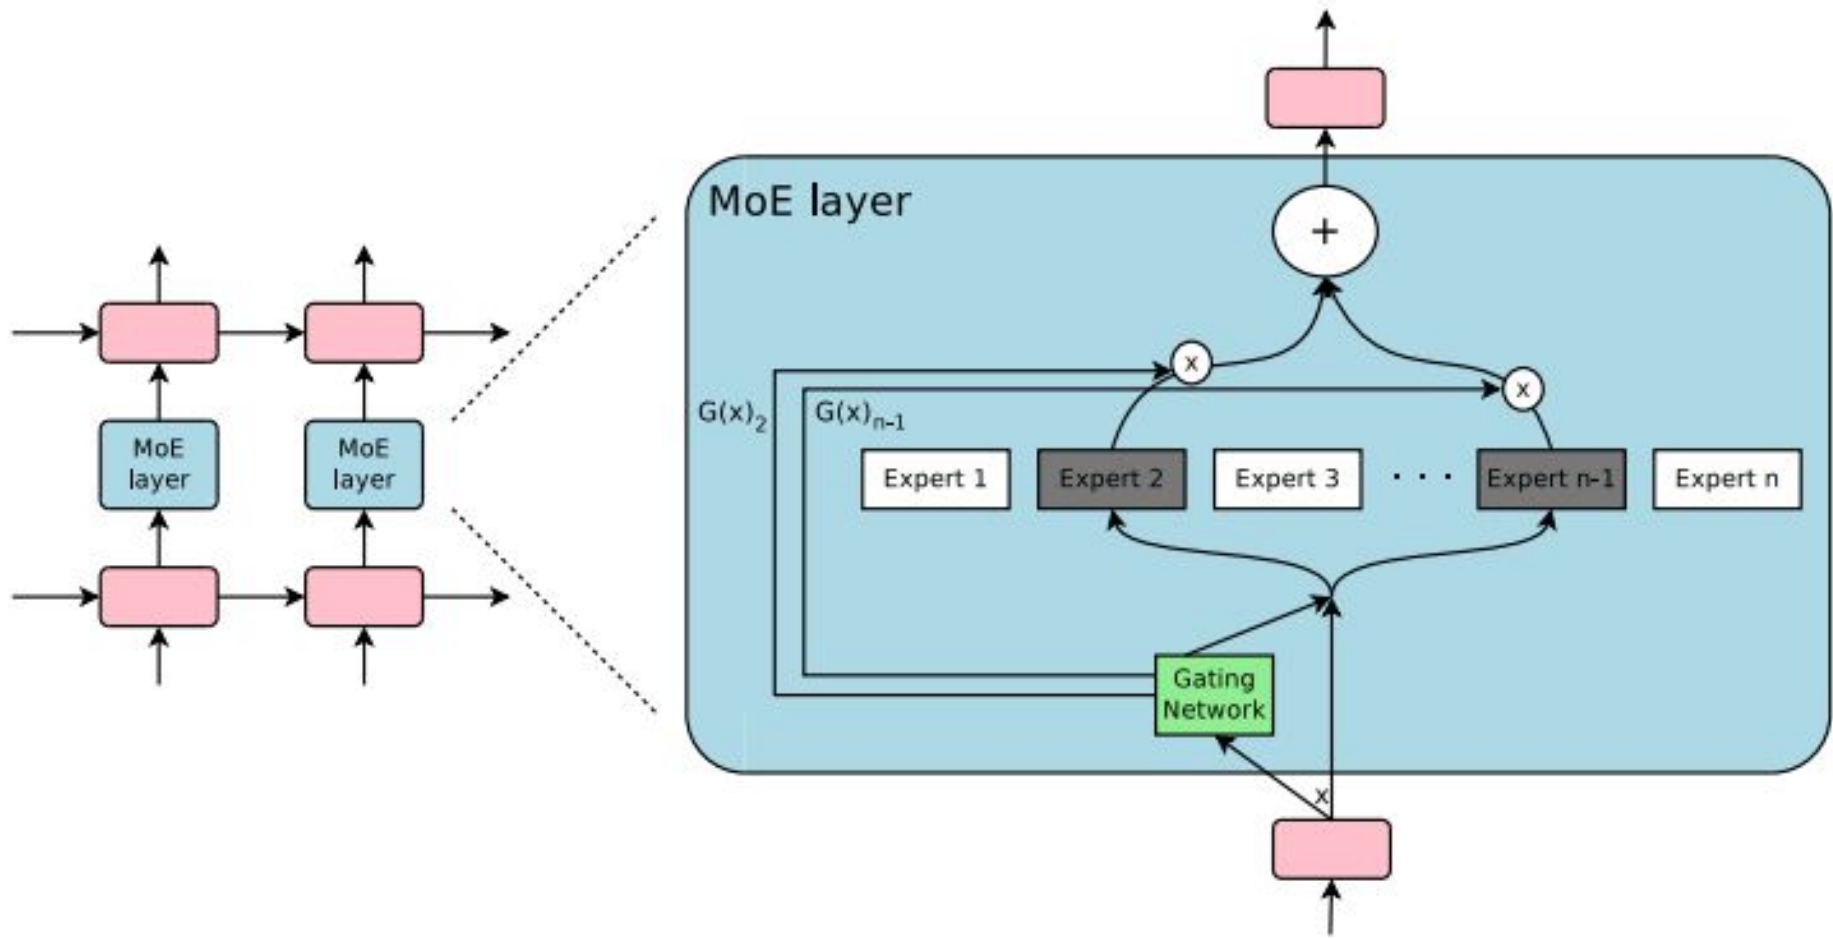 MoE
layer
MoE
layer
MoE layer
+
x
x
G(x)2
G(x)n-1
Expert 1
Expert 2
Expert 3
. . .
Expert n-1
Expert n
Gating
Network
x